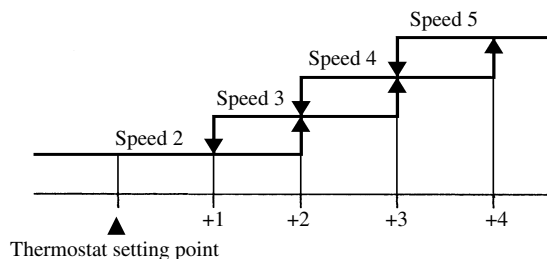 Speed 5
Speed 4
Speed 3
Speed 2
+1 +2 +3 +4
Thermostat setting point